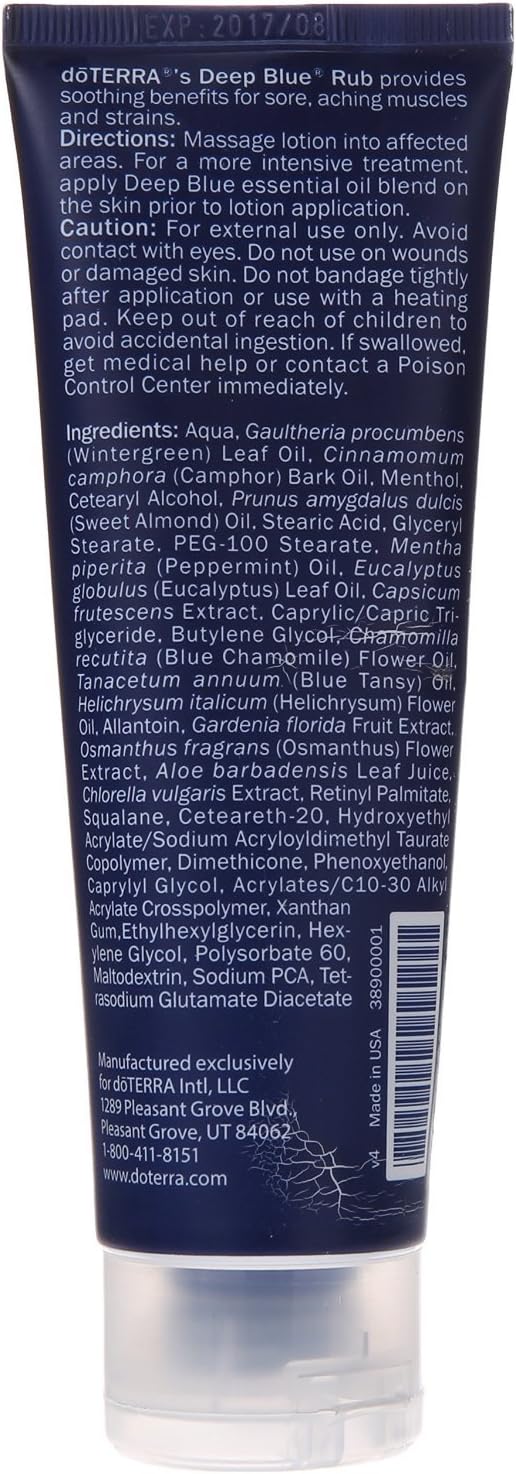 EXP: 2017/08
dōTERRA®'s Deep Blue® Rub provides
soothing benefits for sore, aching muscles
and strains.
Directions: Massage lotion into affected
areas. For a more intensive treatment,
apply Deep Blue essential oil blend on
the skin prior to lotion application.
Caution: For external use only. Avoid
contact with eyes. Do not use on wounds
or damaged skin. Do not bandage tightly
after application or use with a heating
pad. Keep out of reach of children to
avoid accidental ingestion. If swallowed,
get medical help or contact a Poison
Control Center immediately.
Ingredients: Aqua, Gaultheria procumbens
(Wintergreen) Leaf Oil, Cinnamomum
camphora (Camphor) Bark Oil, Menthol,
Cetearyl Alcohol, Prunus amygdalus dulcis
(Sweet Almond) Oil, Stearic Acid, Glyceryl
Stearate, PEG-100 Stearate, Mentha
piperita (Peppermint) Oil, Eucalyptus
globulus (Eucalyptus) Leaf Oil, Capsicum
frutescens Extract, Caprylic/Capric Tri-
glyceride, Butylene Glycol, Chamomilla
recutita (Blue Chamomile) Flower Oil,
Tanacetum annuum (Blue Tansy) Oil,
Helichrysum italicum (Helichrysum) Flower
Oil, Allantoin, Gardenia florida Fruit Extract,
Osmanthus fragrans (Osmanthus) Flower
Extract, Aloe barbadensis Leaf Juice,
Chlorella vulgaris Extract, Retinyl Palmitate,
Squalane, Ceteareth-20, Hydroxyethyl
Acrylate/Sodium Acryloyldimethyl Taurate
Copolymer, Dimethicone, Phenoxyethanol,
Caprylyl Glycol, Acrylates/C10-30 Alkyl
Acrylate Crosspolymer, Xanthan
Gum,Ethylhexylglycerin, Hex-
ylene Glycol, Polysorbate 60,
Maltodextrin, Sodium PCA, Tet-
rasodium Glutamate Diacetate
Manufactured exclusively
for dōTERRA Intl, LLC
1289 Pleasant Grove Blvd.,
Pleasant Grove, UT 84062
1-800-411-8151
www.doterra.com
v4 Made in USA 38900001